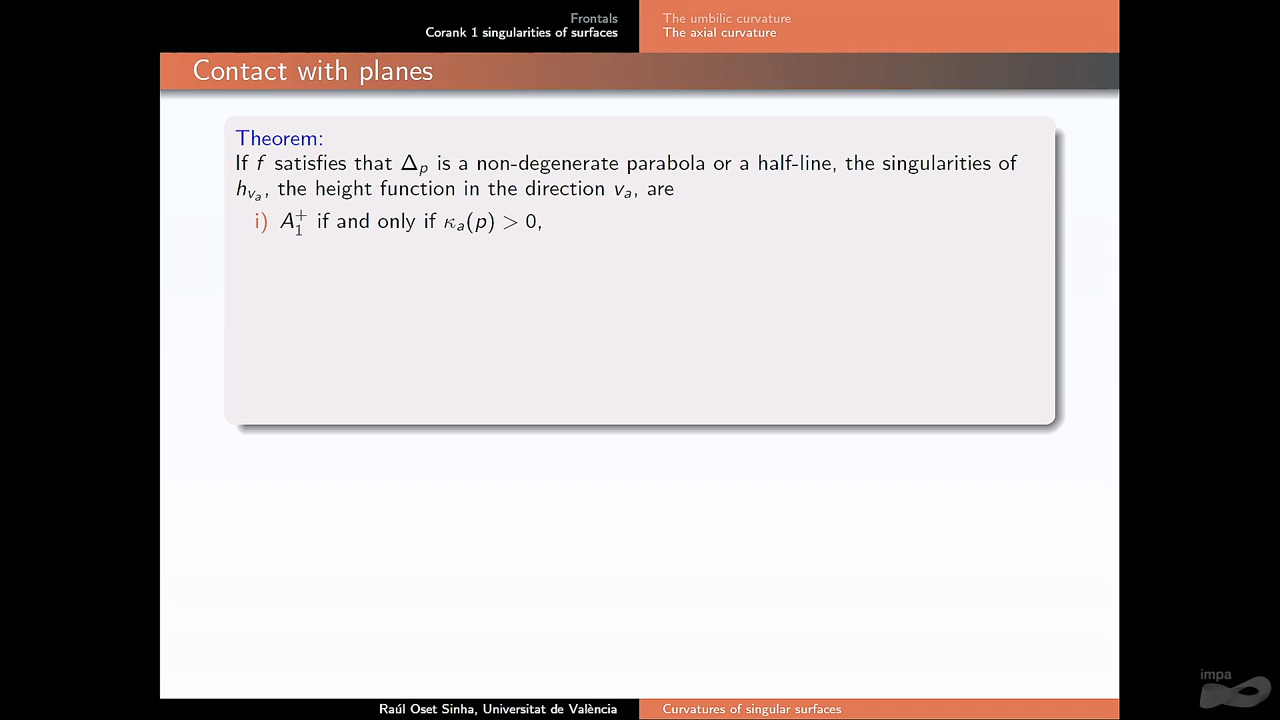 Frontals
Corank 1 singularities of surfaces
The umbilic curvature
The axial curvature
Contact with planes
Theorem:
If f satisfies that Δ_p is a non-degenerate parabola or a half-line, the singularities of
h_{v_a}, the height function in the direction v_a, are
i) A_1^+ if and only if κ_a(p) > 0,
impa
Raúl Oset Sinha, Universitat de València
Curvatures of singular surfaces